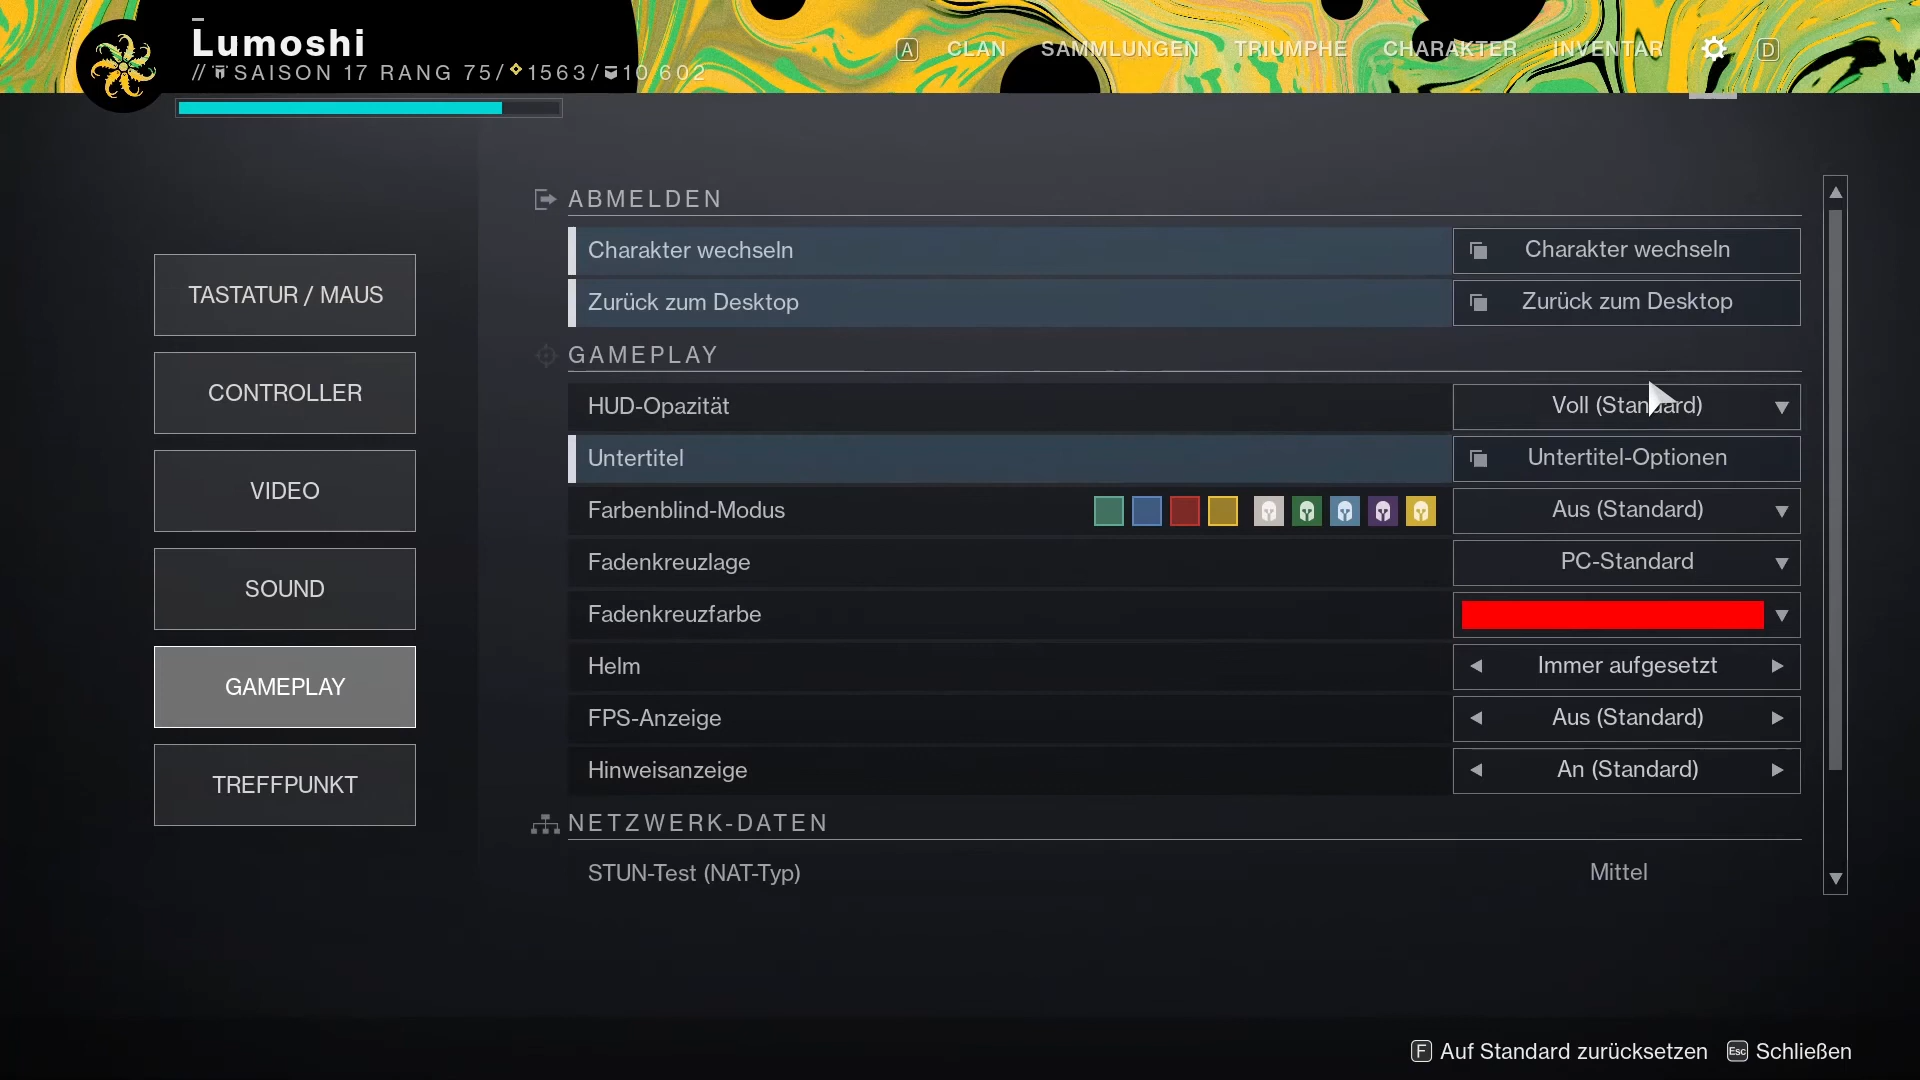 Lumoshi
// SAISON 17 RANG 75/1563/10 602
A CLAN SAMMLUNGEN TRIUMPHE CHARAKTER INVENTAR D
TASTATUR / MAUS
CONTROLLER
VIDEO
SOUND
GAMEPLAY
TREFFPUNKT
ABMELDEN
Charakter wechseln Charakter wechseln
Zurück zum Desktop Zurück zum Desktop
GAMEPLAY
HUD-Opazität Voll (Standard)
Untertitel Untertitel-Optionen
Farbenblind-Modus Aus (Standard)
Fadenkreuzlage PC-Standard
Fadenkreuzfarbe
Helm Immer aufgesetzt
FPS-Anzeige Aus (Standard)
Hinweisanzeige An (Standard)
NETZWERK-DATEN
STUN-Test (NAT-Typ) Mittel
F Auf Standard zurücksetzen Esc Schließen